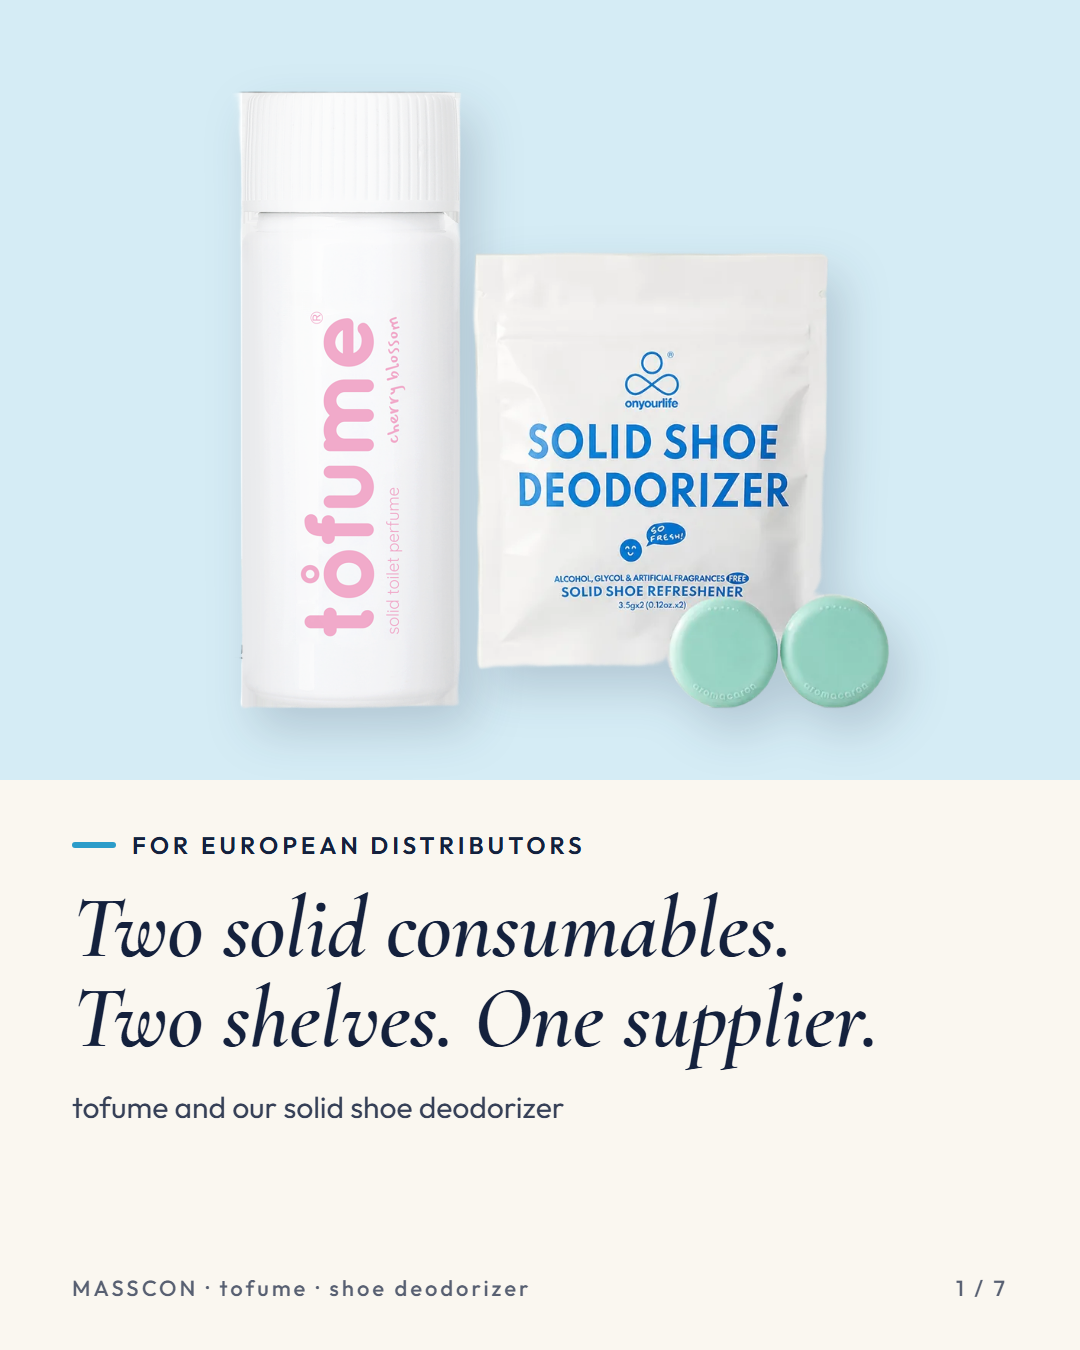 tofume®
cherry blossom
solid toilet perfume
®
onyourlife
SOLID SHOE
DEODORIZER
SO
FRESH!
ALCOHOL, GLYCOL & ARTIFICIAL FRAGRANCES FREE
SOLID SHOE REFRESHENER
3.5gx2 (0.12oz.x2)
FOR EUROPEAN DISTRIBUTORS
Two solid consumables.
Two shelves. One supplier.
tofume and our solid shoe deodorizer
MASSCON · tofume · shoe deodorizer
1 / 7